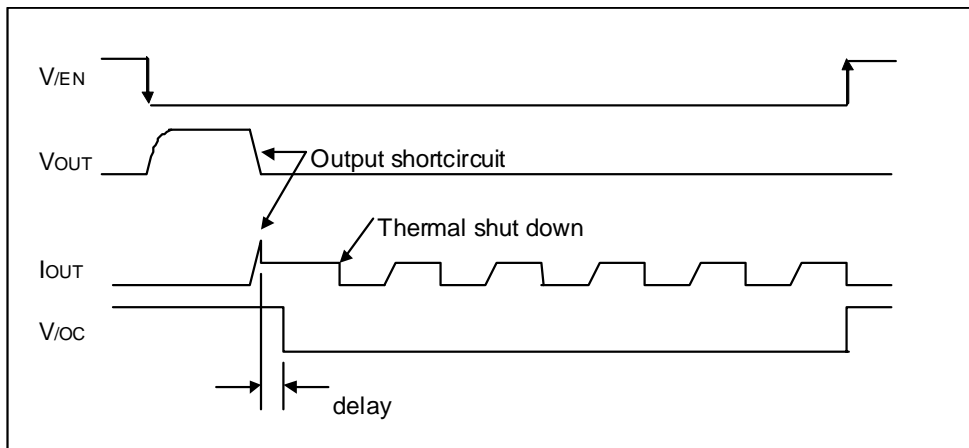 V/EN
VOUT
Output shortcircuit
Thermal shut down
IOUT
V/OC
delay